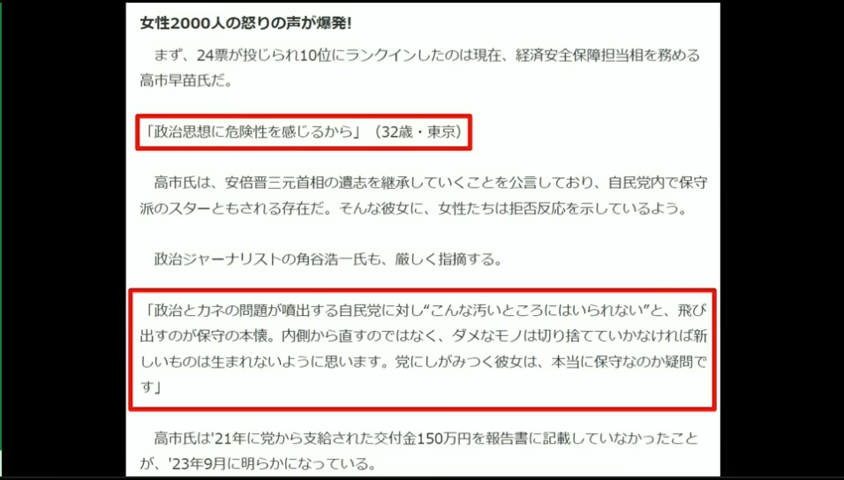 女性2000人の怒りの声が爆発!
まず、24票が投じられ10位にランクインしたのは現在、経済安全保障担当相を務める
高市早苗氏だ。
「政治思想に危険性を感じるから」（32歳・東京）
高市氏は、安倍晋三元首相の遺志を継承していくことを公言しており、自民党内で保守
派のスターともされる存在だ。そんな彼女に、女性たちは拒否反応を示しているよう。
政治ジャーナリストの角谷浩一氏も、厳しく指摘する。
「政治とカネの問題が噴出する自民党に対し“こんな汚いところにはいられない”と、飛び
出すのが保守の本懐。内側から直すのではなく、ダメなモノは切り捨てていかなければ新
しいものは生まれないように思います。党にしがみつく彼女は、本当に保守なのか疑問で
す」
高市氏は'21年に党から支給された交付金150万円を報告書に記載していなかったこと
が、'23年9月に明らかになっている。